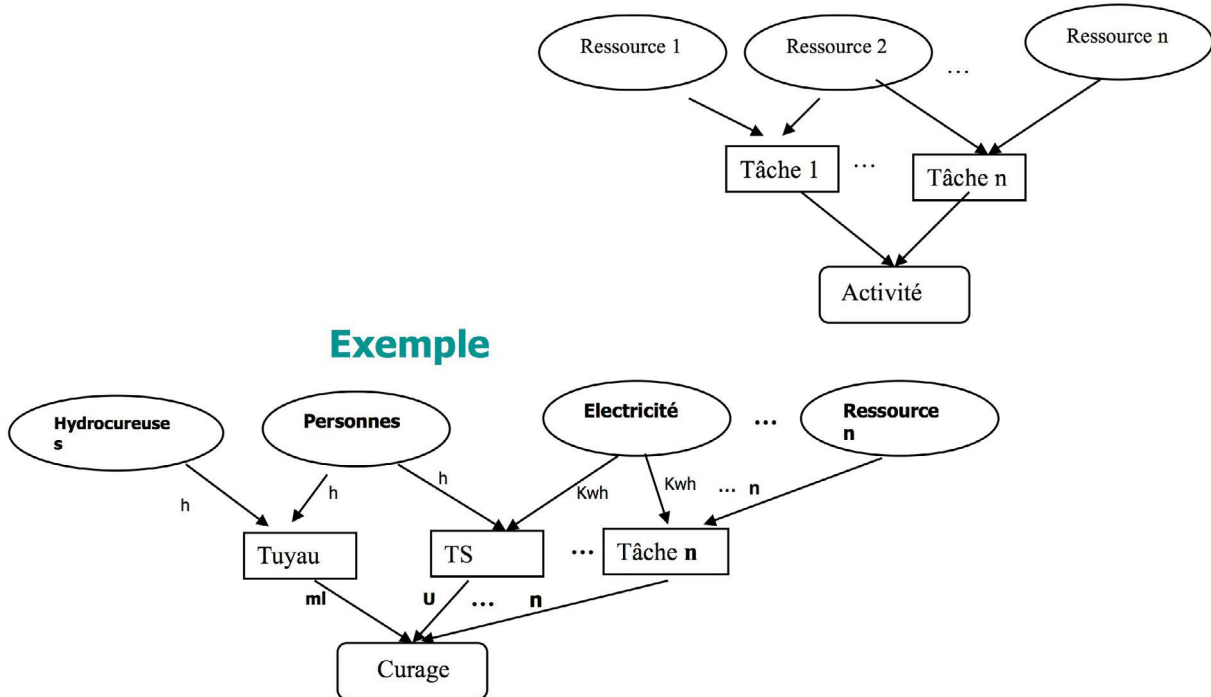 Ressource 1
Ressource 2
Ressource n
...
Tâche 1
...
Tâche n
Activité
Exemple
Hydrocureuse
s
Personnes
Electricité
...
Ressource
n
h
h
h
Kwh
Kwh
... n
Tuyau
TS
...
Tâche n
ml
U
...
n
Curage